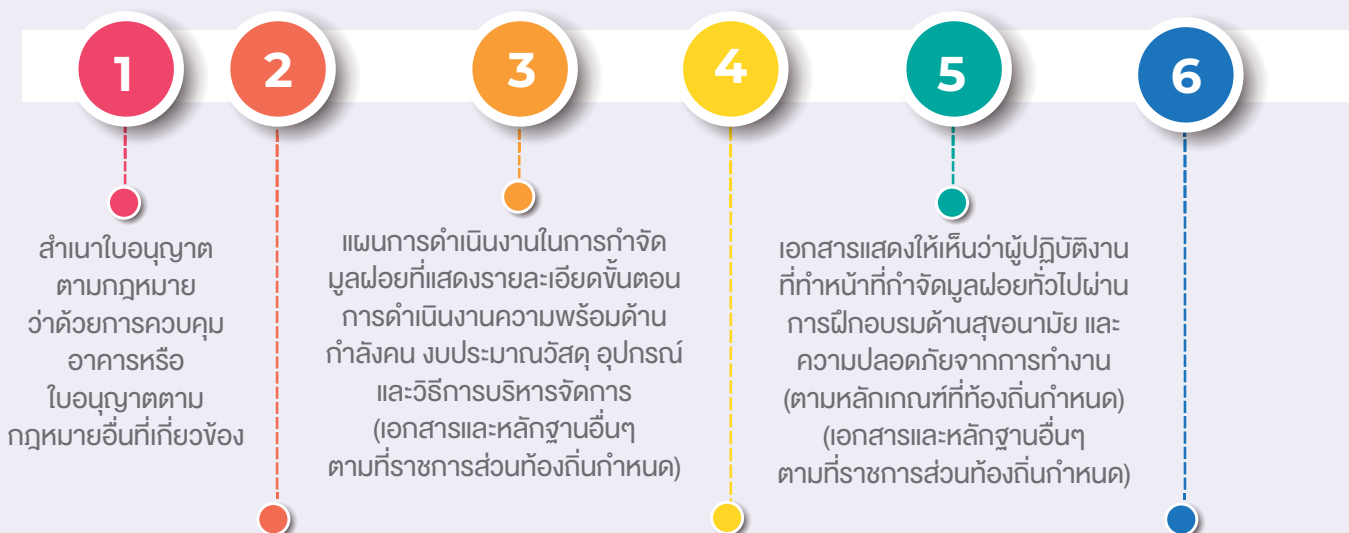 1
2
3
4
5
6
สำเนาใบอนุญาต
ตามกฎหมาย
ว่าด้วยการควบคุม
อาคารหรือ
ใบอนุญาตตาม
กฎหมายอื่นที่เกี่ยวข้อง
แผนการดำเนินงานในการกำจัด
มูลฝอยที่แสดงรายละเอียดขั้นตอน
การดำเนินงานความพร้อมด้าน
กำลังคน งบประมาณวัสดุ อุปกรณ์
และวิธีการบริหารจัดการ
(เอกสารและหลักฐานอื่นๆ
ตามที่ราชการส่วนท้องถิ่นกำหนด)
เอกสารแสดงให้เห็นว่าผู้ปฏิบัติงาน
ที่ทำหน้าที่กำจัดมูลฝอยทั่วไปผ่าน
การฝึกอบรมด้านสุขอนามัย และ
ความปลอดภัยจากการทำงาน
(ตามหลักเกณฑ์ที่ท้องถิ่นกำหนด)
(เอกสารและหลักฐานอื่นๆ
ตามที่ราชการส่วนท้องถิ่นกำหนด)